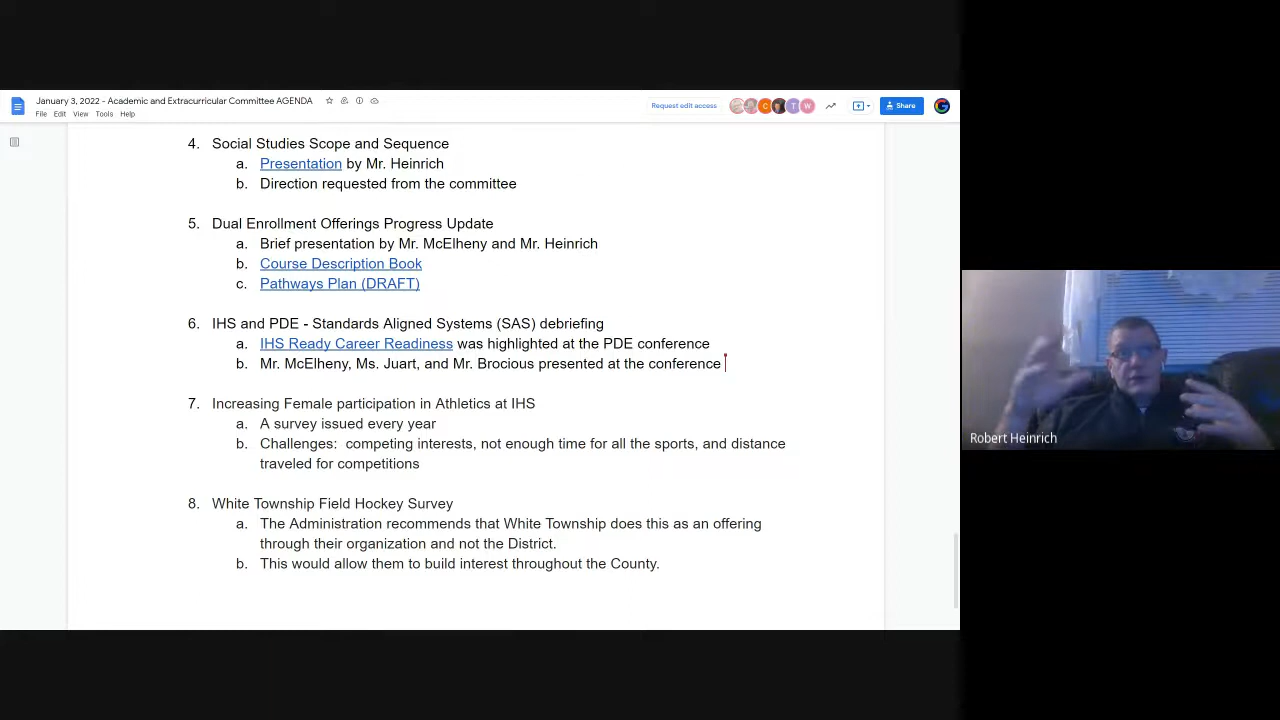 January 3, 2022 - Academic and Extracurricular Committee AGENDA
File Edit View Tools Help
Request edit access
C
T
W
Share
G
4. Social Studies Scope and Sequence
a. Presentation by Mr. Heinrich
b. Direction requested from the committee
5. Dual Enrollment Offerings Progress Update
a. Brief presentation by Mr. McElheny and Mr. Heinrich
b. Course Description Book
c. Pathways Plan (DRAFT)
6. IHS and PDE - Standards Aligned Systems (SAS) debriefing
a. IHS Ready Career Readiness was highlighted at the PDE conference
b. Mr. McElheny, Ms. Juart, and Mr. Brocious presented at the conference
7. Increasing Female participation in Athletics at IHS
a. A survey issued every year
b. Challenges: competing interests, not enough time for all the sports, and distance
traveled for competitions
8. White Township Field Hockey Survey
a. The Administration recommends that White Township does this as an offering
through their organization and not the District.
b. This would allow them to build interest throughout the County.
Robert Heinrich